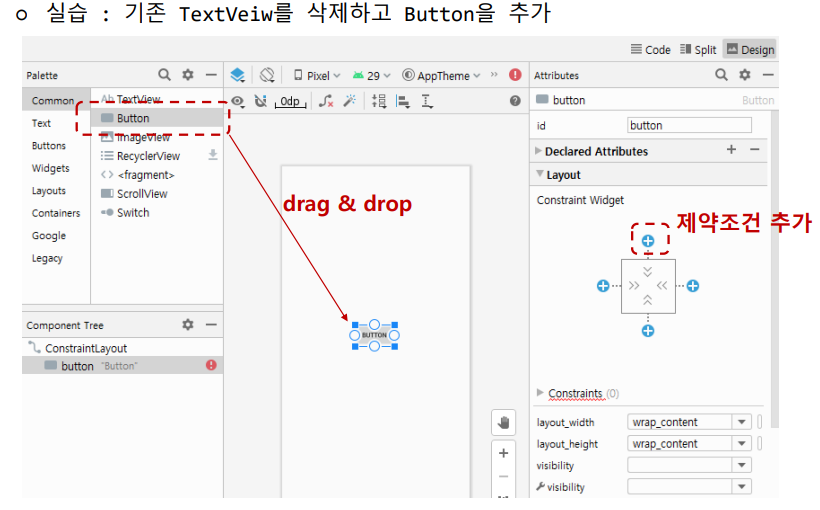 ○ 실습 : 기존 TextVeiw를 삭제하고 Button을 추가
Code Split Design
Palette
Pixel 29 AppTheme
Attributes
Common
Text
Buttons
Widgets
Layouts
Containers
Google
Legacy
Ab TextView
Button
ImageView
RecyclerView
<> <fragment>
ScrollView
Switch
0dp
button Button
id button
Declared Attributes
Layout
Constraint Widget
drag & drop
제약조건 추가
BUTTON
Component Tree
ConstraintLayout
button "Button"
Constraints (0)
layout_width wrap_content
layout_height wrap_content
visibility
visibility